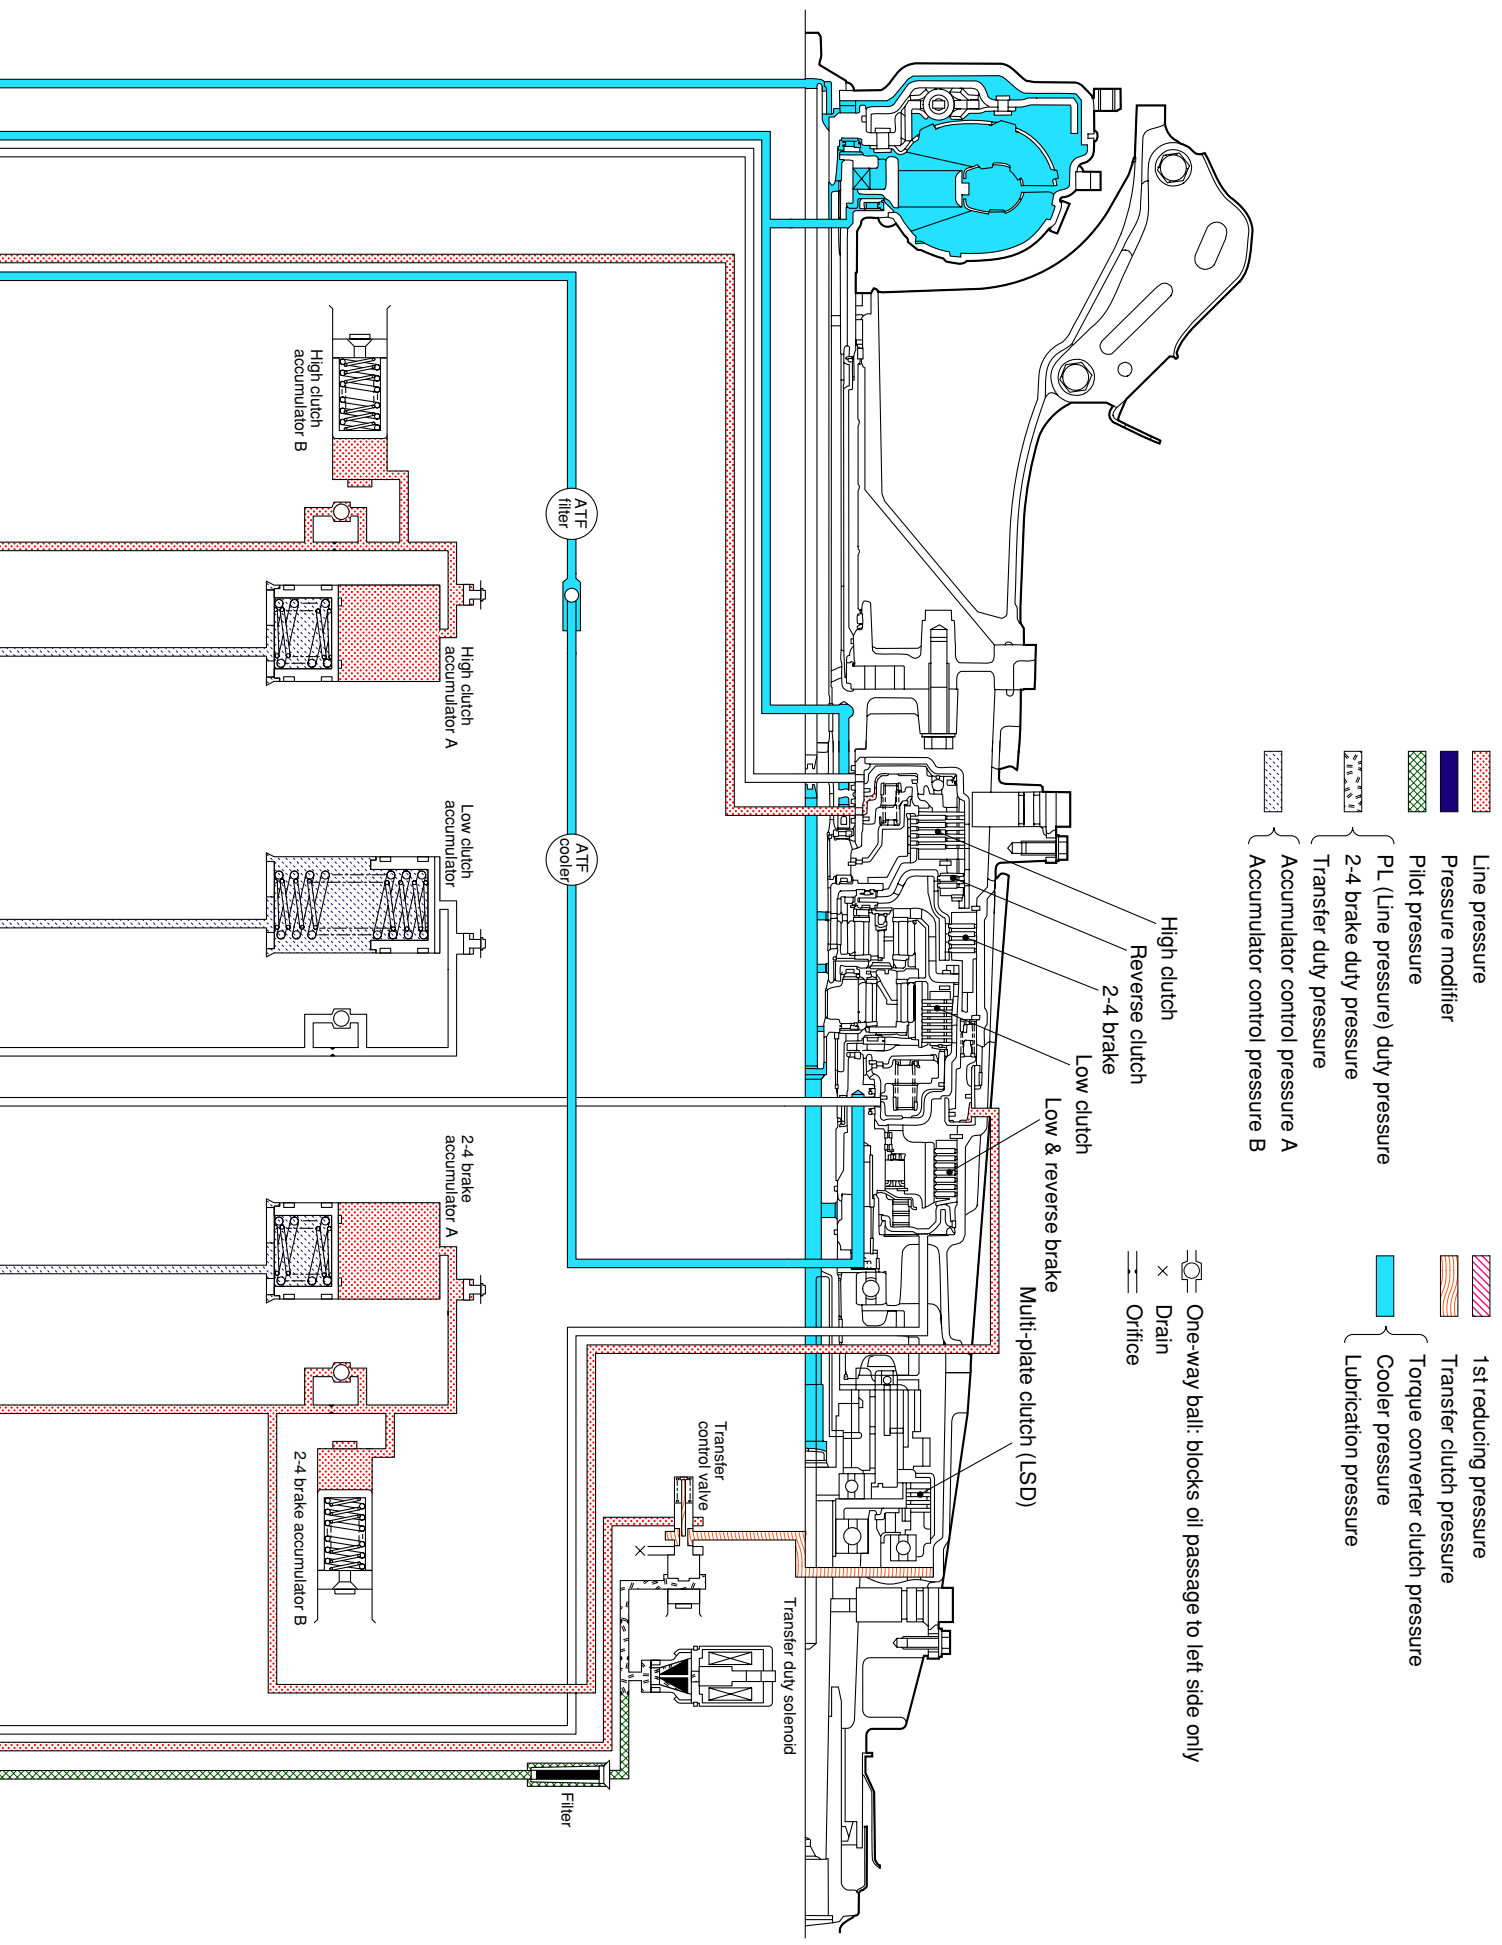 Line pressure
Pressure modifier
Pilot pressure
PL (Line pressure) duty pressure
2-4 brake duty pressure
Transfer duty pressure
Accumulator control pressure A
Accumulator control pressure B
1st reducing pressure
Transfer clutch pressure
Torque converter clutch pressure
Cooler pressure
Lubrication pressure
One-way ball: blocks oil passage to left side only
Drain
Orifice
High clutch
Reverse clutch
2-4 brake
Low clutch
Low & reverse brake
Multi-plate clutch (LSD)
High clutch
accumulator B
ATF
filter
High clutch
accumulator A
Low clutch
accumulator
ATF
cooler
2-4 brake
accumulator A
2-4 brake accumulator B
Transfer
control valve
Transfer duty solenoid
Filter